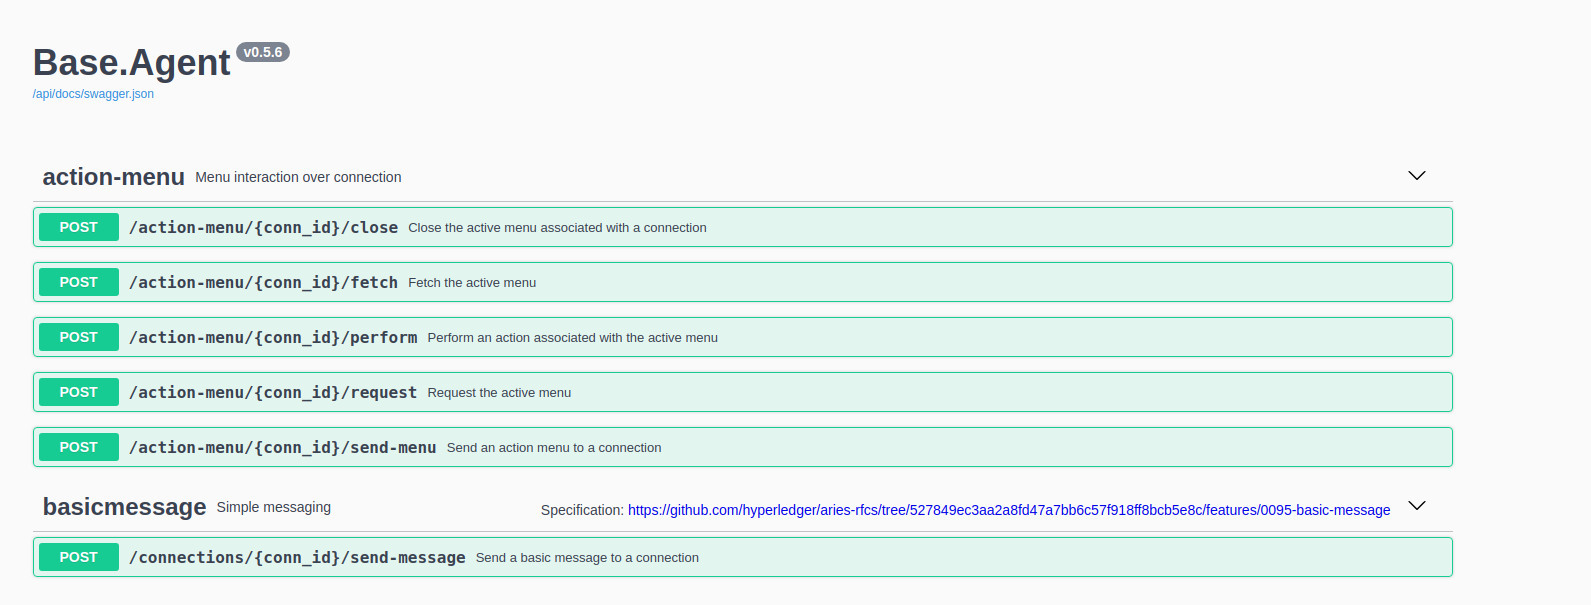 Base.Agent v0.5.6
/api/docs/swagger.json
action-menu Menu interaction over connection
POST /action-menu/{conn_id}/close Close the active menu associated with a connection
POST /action-menu/{conn_id}/fetch Fetch the active menu
POST /action-menu/{conn_id}/perform Perform an action associated with the active menu
POST /action-menu/{conn_id}/request Request the active menu
POST /action-menu/{conn_id}/send-menu Send an action menu to a connection
basicmessage Simple messaging Specification: https://github.com/hyperledger/aries-rfcs/tree/527849ec3aa2a8fd47a7bb6c57f918ff8bcb5e8c/features/0095-basic-message
POST /connections/{conn_id}/send-message Send a basic message to a connection